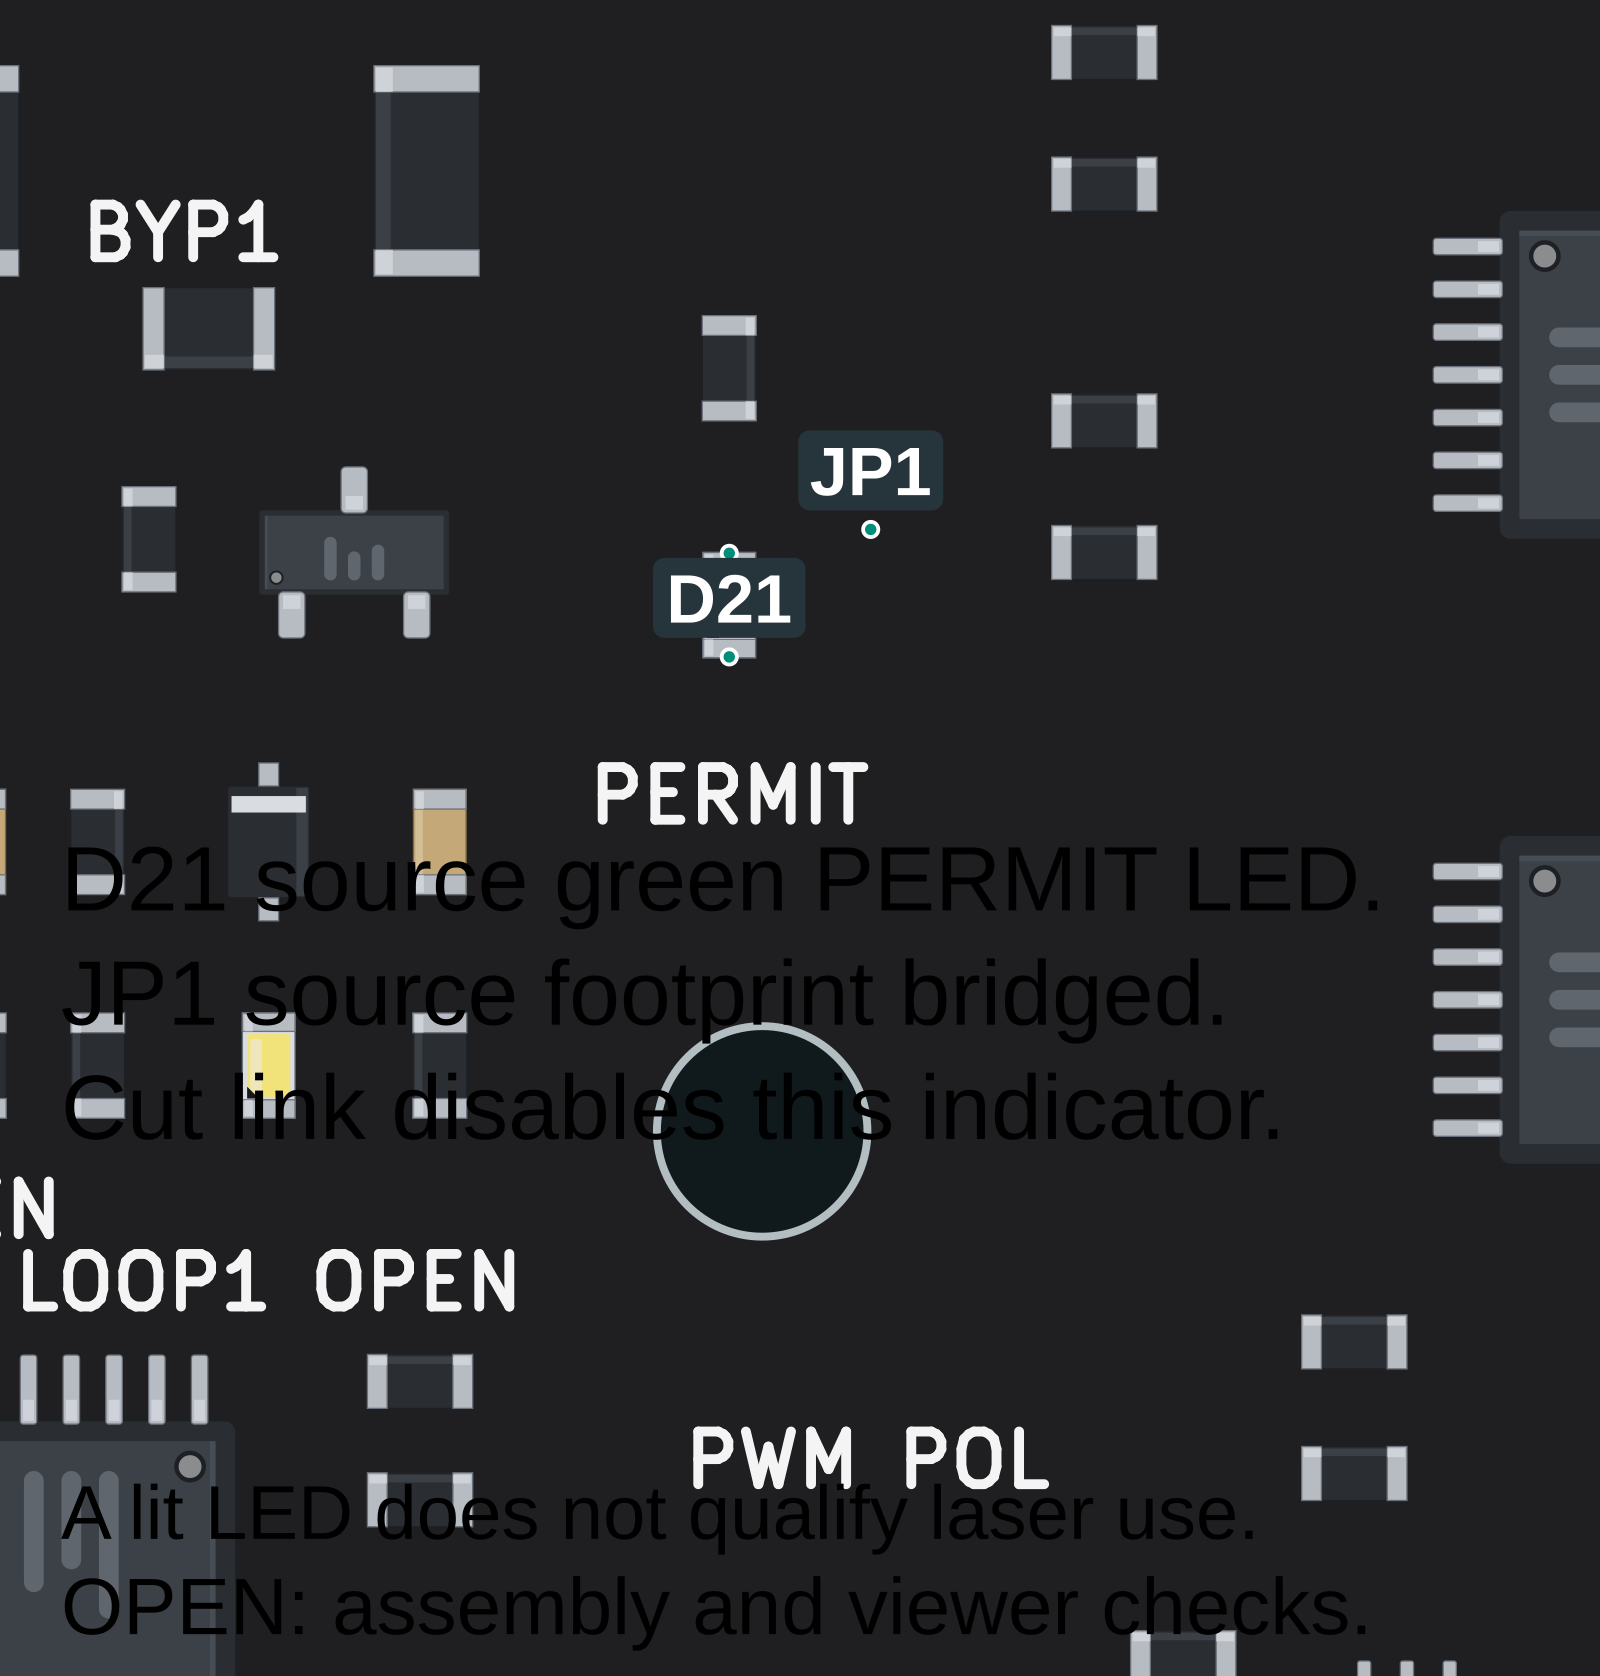 BYP1
JP1
D21
PERMIT
D21 source green PERMIT LED.
JP1 source footprint bridged.
Cut link disables this indicator.
EN
LOOP1 OPEN
PWM POL
A lit LED does not qualify laser use.
OPEN: assembly and viewer checks.